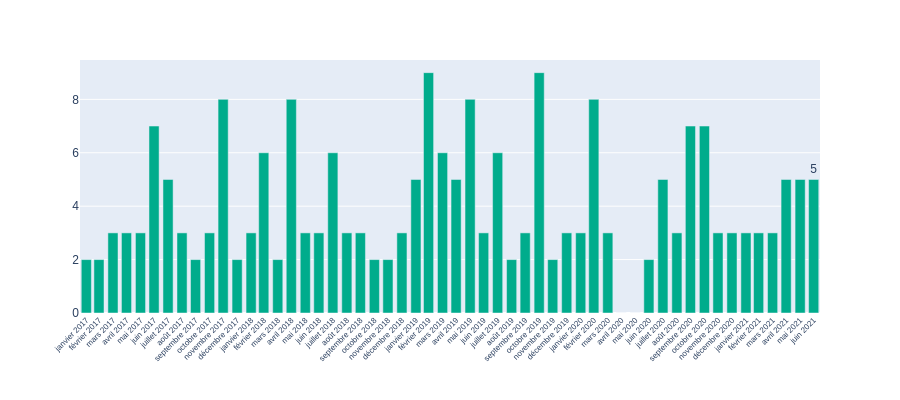 8
6
4
2
0
5
janvier 2017
février 2017
mars 2017
avril 2017
mai 2017
juin 2017
juillet 2017
août 2017
septembre 2017
octobre 2017
novembre 2017
décembre 2017
janvier 2018
février 2018
mars 2018
avril 2018
mai 2018
juin 2018
juillet 2018
août 2018
septembre 2018
octobre 2018
novembre 2018
décembre 2018
janvier 2019
février 2019
mars 2019
avril 2019
mai 2019
juin 2019
juillet 2019
août 2019
septembre 2019
octobre 2019
novembre 2019
décembre 2019
janvier 2020
février 2020
mars 2020
avril 2020
mai 2020
juin 2020
juillet 2020
août 2020
septembre 2020
octobre 2020
novembre 2020
décembre 2020
janvier 2021
février 2021
mars 2021
avril 2021
mai 2021
juin 2021